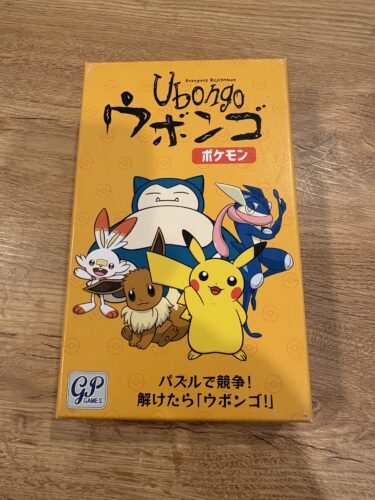 Ubongo
Grzegorz Rejchtman
ウボンゴ
ポケモン
GP
GAMES
パズルで競争!
解けたら「ウボンゴ!」